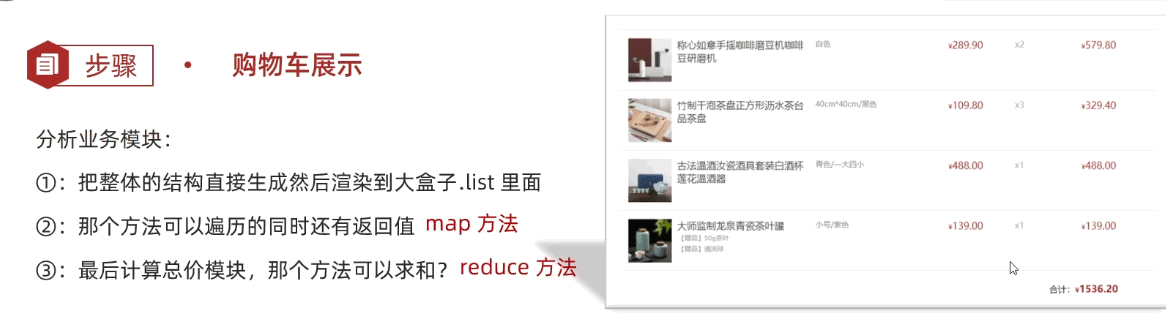 步骤 • 购物车展示
分析业务模块：
①：把整体的结构直接生成然后渲染到大盒子.list 里面
②：那个方法可以遍历的同时还有返回值 map 方法
③：最后计算总价模块，那个方法可以求和？ reduce 方法
称心如意手摇咖啡磨豆机咖啡 白色 ¥289.90 x2 ¥579.80
豆研磨机
竹制干泡茶盘正方形沥水茶台 40cm*40cm/黑色 ¥109.80 x3 ¥329.40
品茶盘
古法温酒汝瓷酒具套装白酒杯 青色/一大四小 ¥488.00 x1 ¥488.00
莲花温酒器
大师监制龙泉青瓷茶叶罐 小号/紫色 ¥139.00 x1 ¥139.00
【赠品】50g茶叶
【赠品】清洗球
合计：¥1536.20